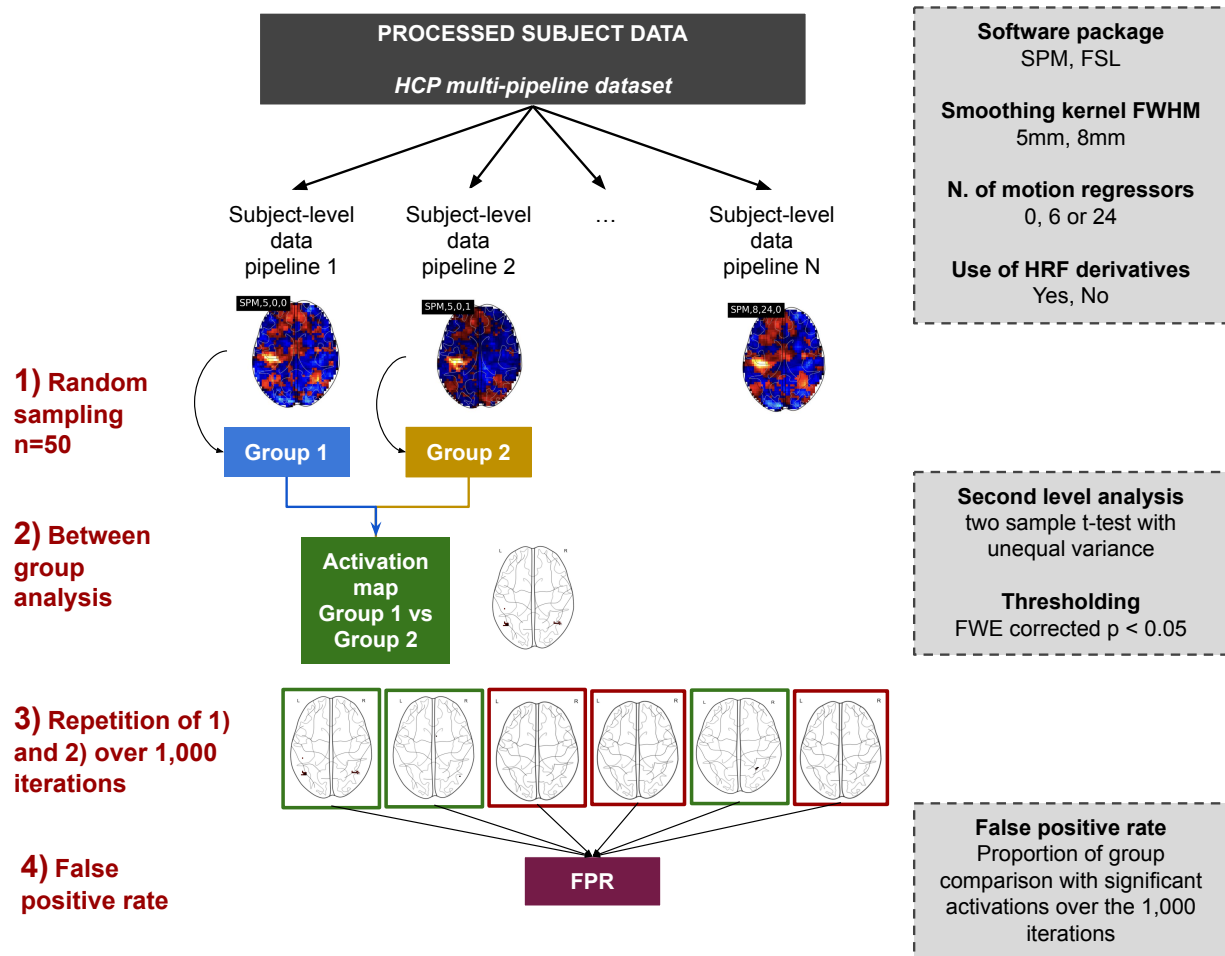 PROCESSED SUBJECT DATA
HCP multi-pipeline dataset
Software package
SPM, FSL
Smoothing kernel FWHM
5mm, 8mm
N. of motion regressors
0, 6 or 24
Use of HRF derivatives
Yes, No
Subject-level
data
pipeline 1
Subject-level
data
pipeline 2
…
Subject-level
data
pipeline N
SPM,5,0,0
SPM,5,0,1
SPM,8,24,0
1) Random
sampling
n=50
Group 1
Group 2
2) Between
group
analysis
Activation
map
Group 1 vs
Group 2
L R
Second level analysis
two sample t-test with
unequal variance
Thresholding
FWE corrected p < 0.05
3) Repetition of 1)
and 2) over 1,000
iterations
L R
L R
L R
L R
L R
L R
4) False
positive rate
FPR
False positive rate
Proportion of group
comparison with significant
activations over the 1,000
iterations